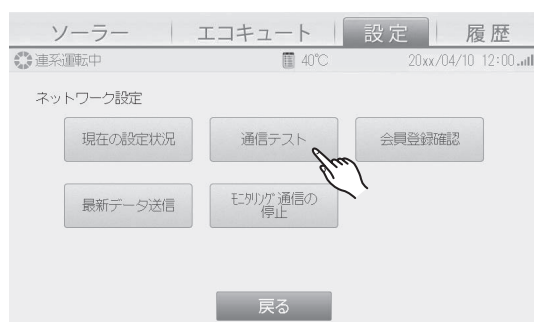 ソーラー エコキュート 設定 履歴
連系運転中 40℃ 20xx/04/10 12:00
ネットワーク設定
現在の設定状況 通信テスト 会員登録確認
最新データ送信 ﾓﾆﾀﾘﾝｸﾞ通信の
停止
戻る